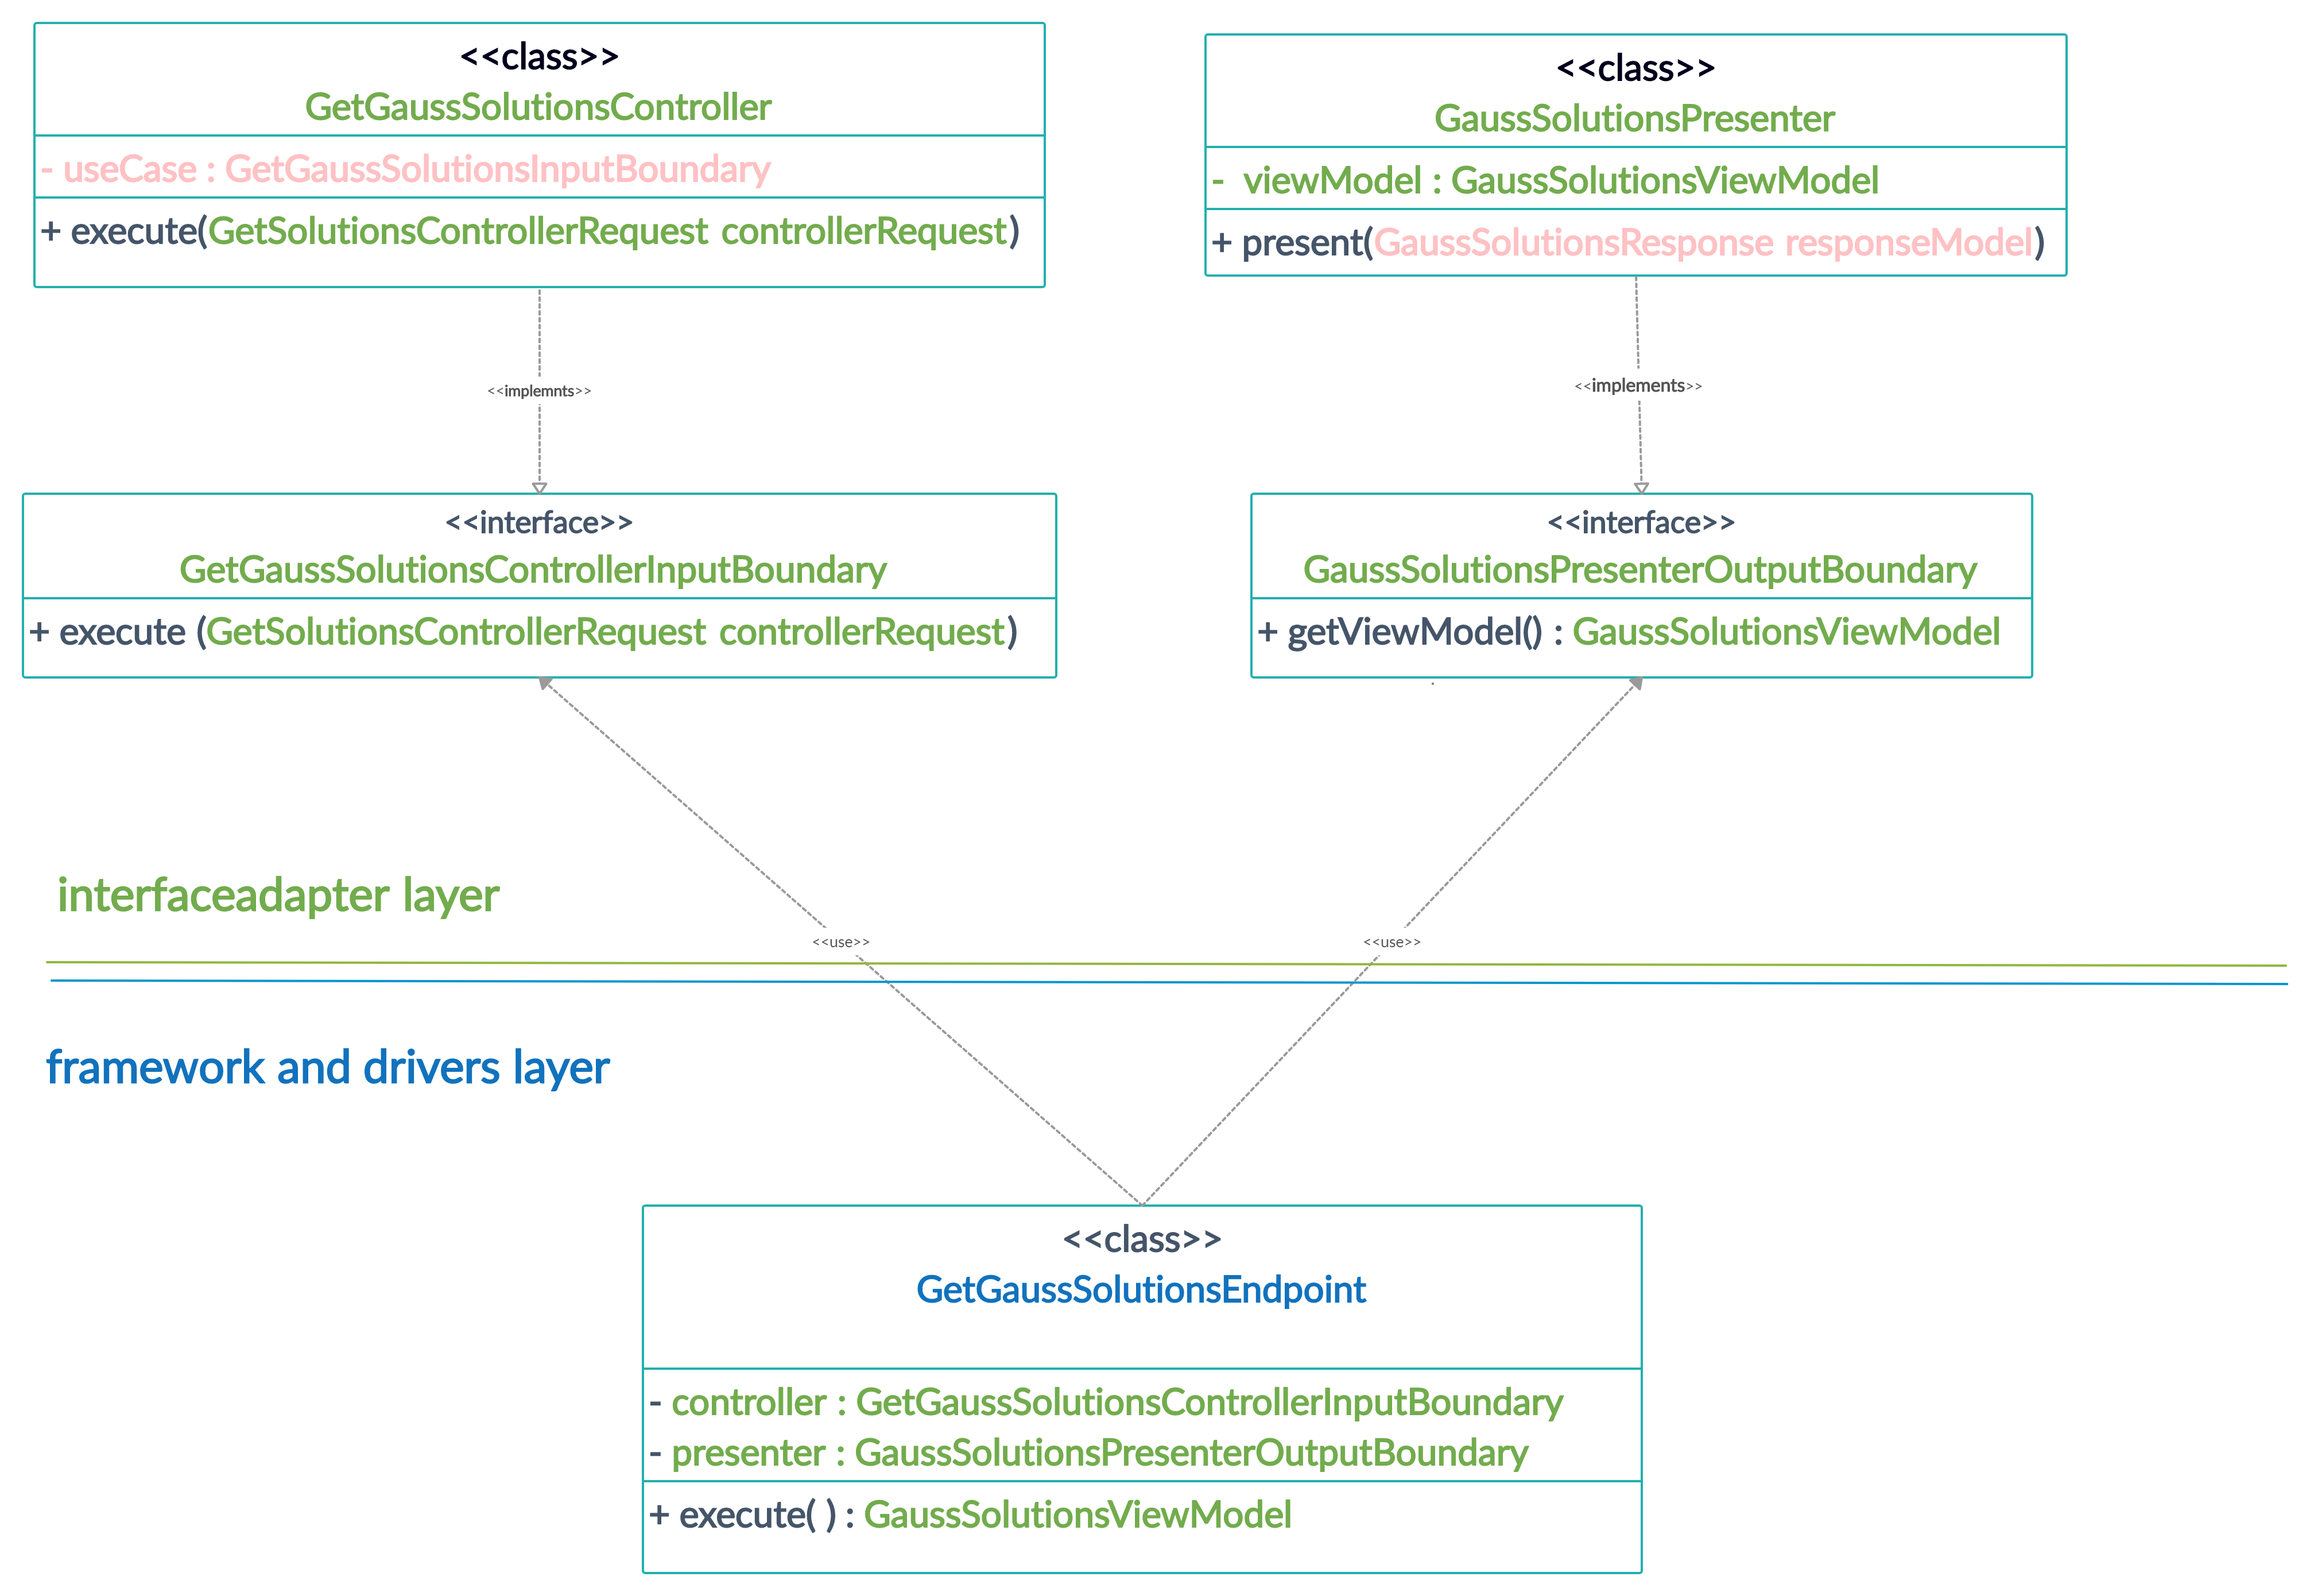 <<class>>
GetGaussSolutionsController
- useCase : GetGaussSolutionsInputBoundary
+ execute(GetSolutionsControllerRequest controllerRequest)
<<class>>
GaussSolutionsPresenter
- viewModel : GaussSolutionsViewModel
+ present(GaussSolutionsResponse responseModel)
<<implemnts>>
<<implements>>
<<interface>>
GetGaussSolutionsControllerInputBoundary
+ execute (GetSolutionsControllerRequest controllerRequest)
<<interface>>
GaussSolutionsPresenterOutputBoundary
+ getViewModel() : GaussSolutionsViewModel
interfaceadapter layer
<<use>>
<<use>>
framework and drivers layer
<<class>>
GetGaussSolutionsEndpoint
- controller : GetGaussSolutionsControllerInputBoundary
- presenter : GaussSolutionsPresenterOutputBoundary
+ execute( ) : GaussSolutionsViewModel